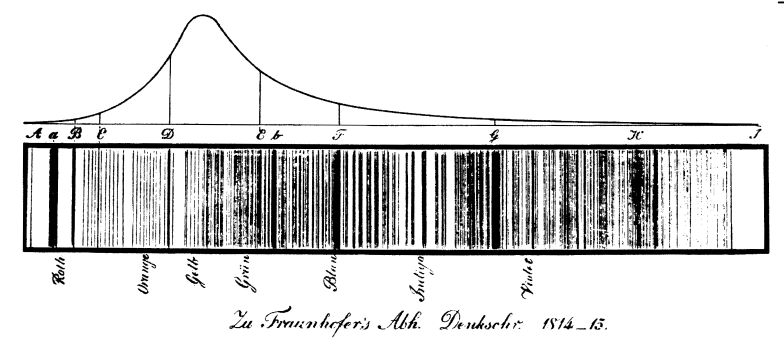 A a B C D E b F G H I
Roth Orange Gelb Grün Blau Indigo Violet
Zu Fraunhofer's Abh. Denkschr. 1814_15.